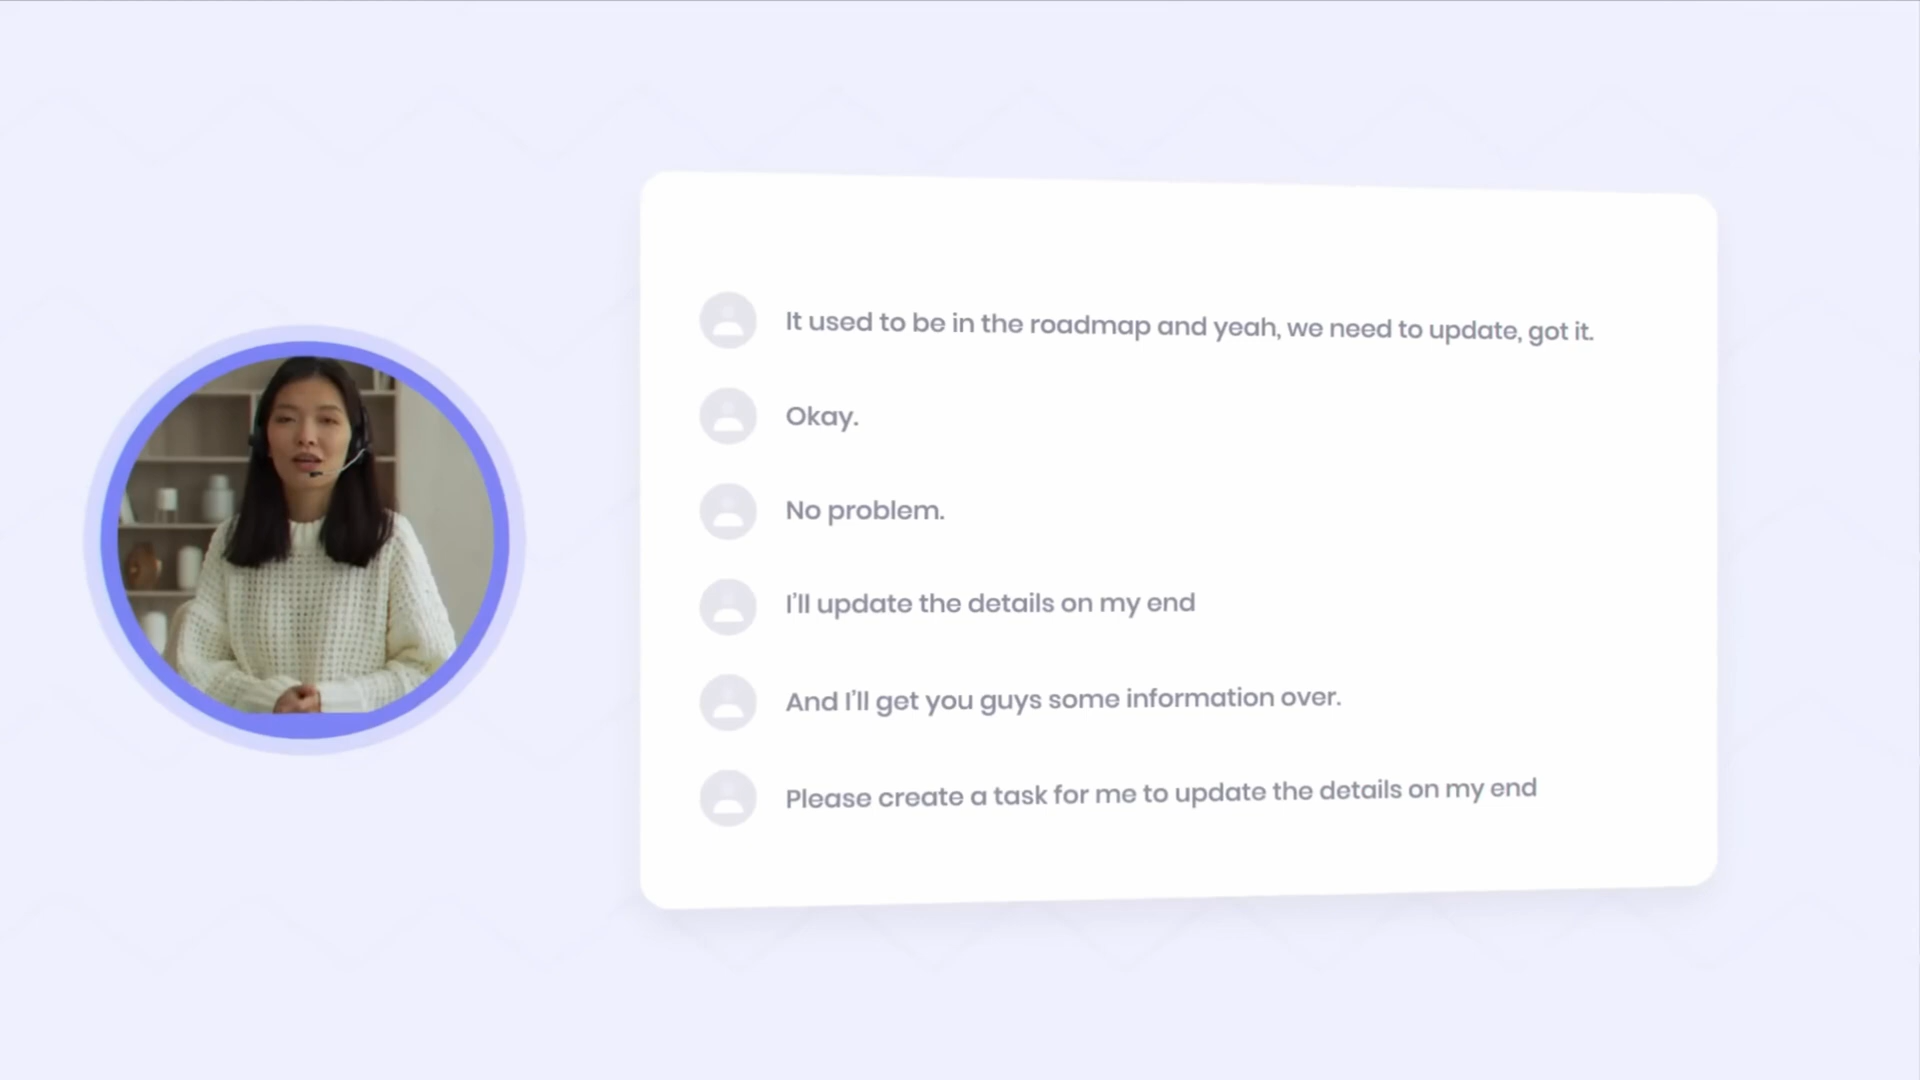 It used to be in the roadmap and yeah, we need to update, got it.
Okay.
No problem.
I'll update the details on my end
And I'll get you guys some information over.
Please create a task for me to update the details on my end